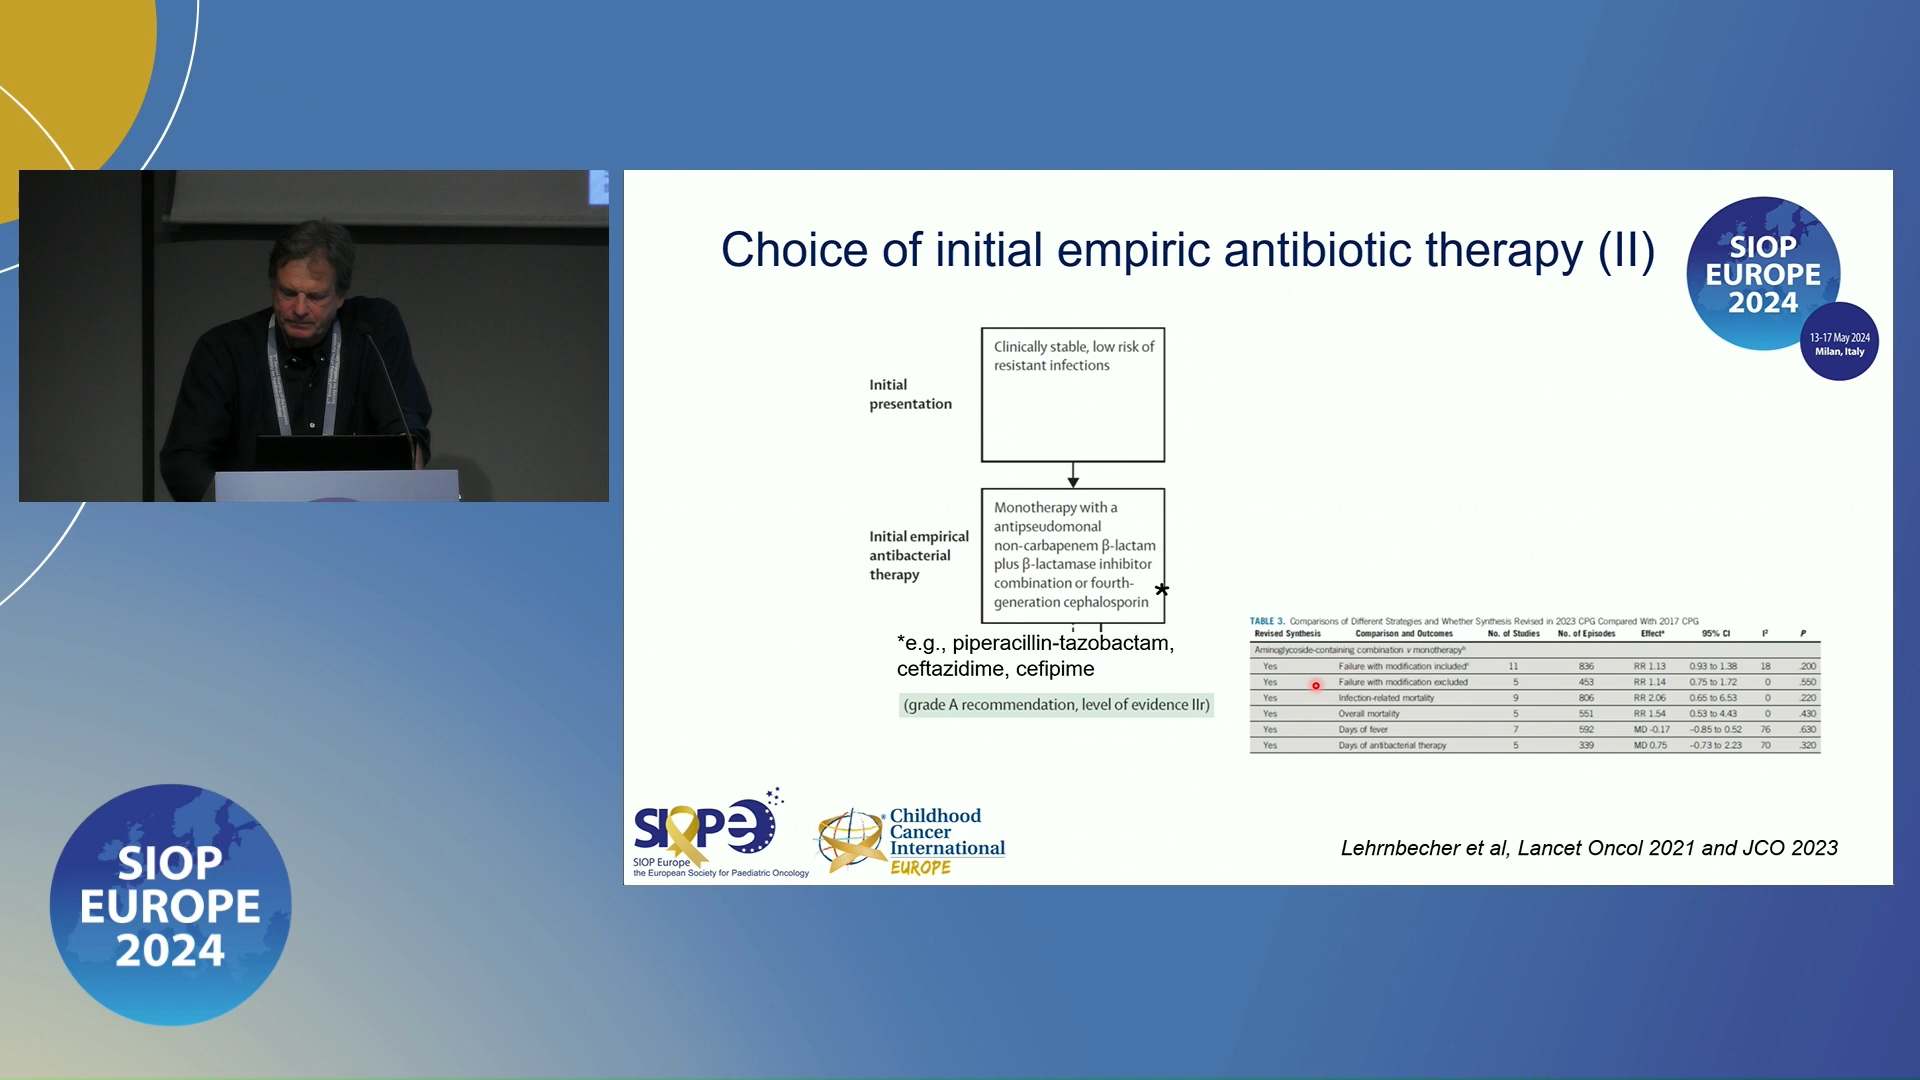 Choice of initial empiric antibiotic therapy (II)
SIOP
EUROPE
2024
13-17 May 2024
Milan, Italy
Initial
presentation
Clinically stable, low risk of
resistant infections
Initial empirical
antibacterial
therapy
Monotherapy with a
antipseudomonal
non-carbapenem β-lactam
plus β-lactamase inhibitor
combination or fourth-
generation cephalosporin
*
*e.g., piperacillin-tazobactam,
ceftazidime, cefipime
(grade A recommendation, level of evidence IIr)
TABLE 3. Comparisons of Different Strategies and Whether Synthesis Revised in 2023 CPG Compared With 2017 CPG
Revised Synthesis Comparison and Outcomes No. of Studies No. of Episodes Effectᵃ 95% CI I² P
Aminoglycoside-containing combination v monotherapyᵇ
Yes Failure with modification includedᶜ 11 836 RR 1.13 0.93 to 1.38 18 .200
Yes Failure with modification excluded 5 453 RR 1.14 0.75 to 1.72 0 .550
Yes Infection-related mortality 9 806 RR 2.06 0.65 to 6.53 0 .220
Yes Overall mortality 5 551 RR 1.54 0.53 to 4.43 0 .430
Yes Days of fever 7 592 MD -0.17 -0.85 to 0.52 76 .630
Yes Days of antibacterial therapy 5 339 MD 0.75 -0.73 to 2.23 70 .320
SIOPe
SIOP Europe
the European Society for Paediatric Oncology
Childhood
Cancer
International
EUROPE
Lehrnbecher et al, Lancet Oncol 2021 and JCO 2023
SIOP
EUROPE
2024